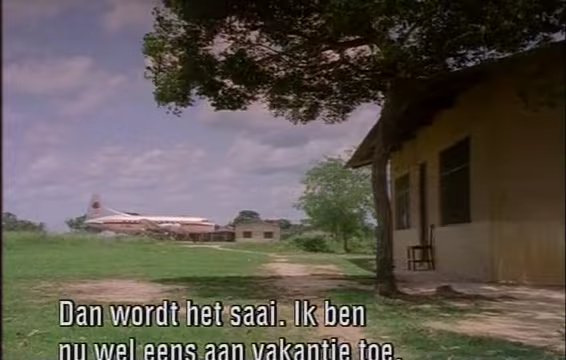 Dan wordt het saai. Ik ben
nu wel eens aan vakantie toe.